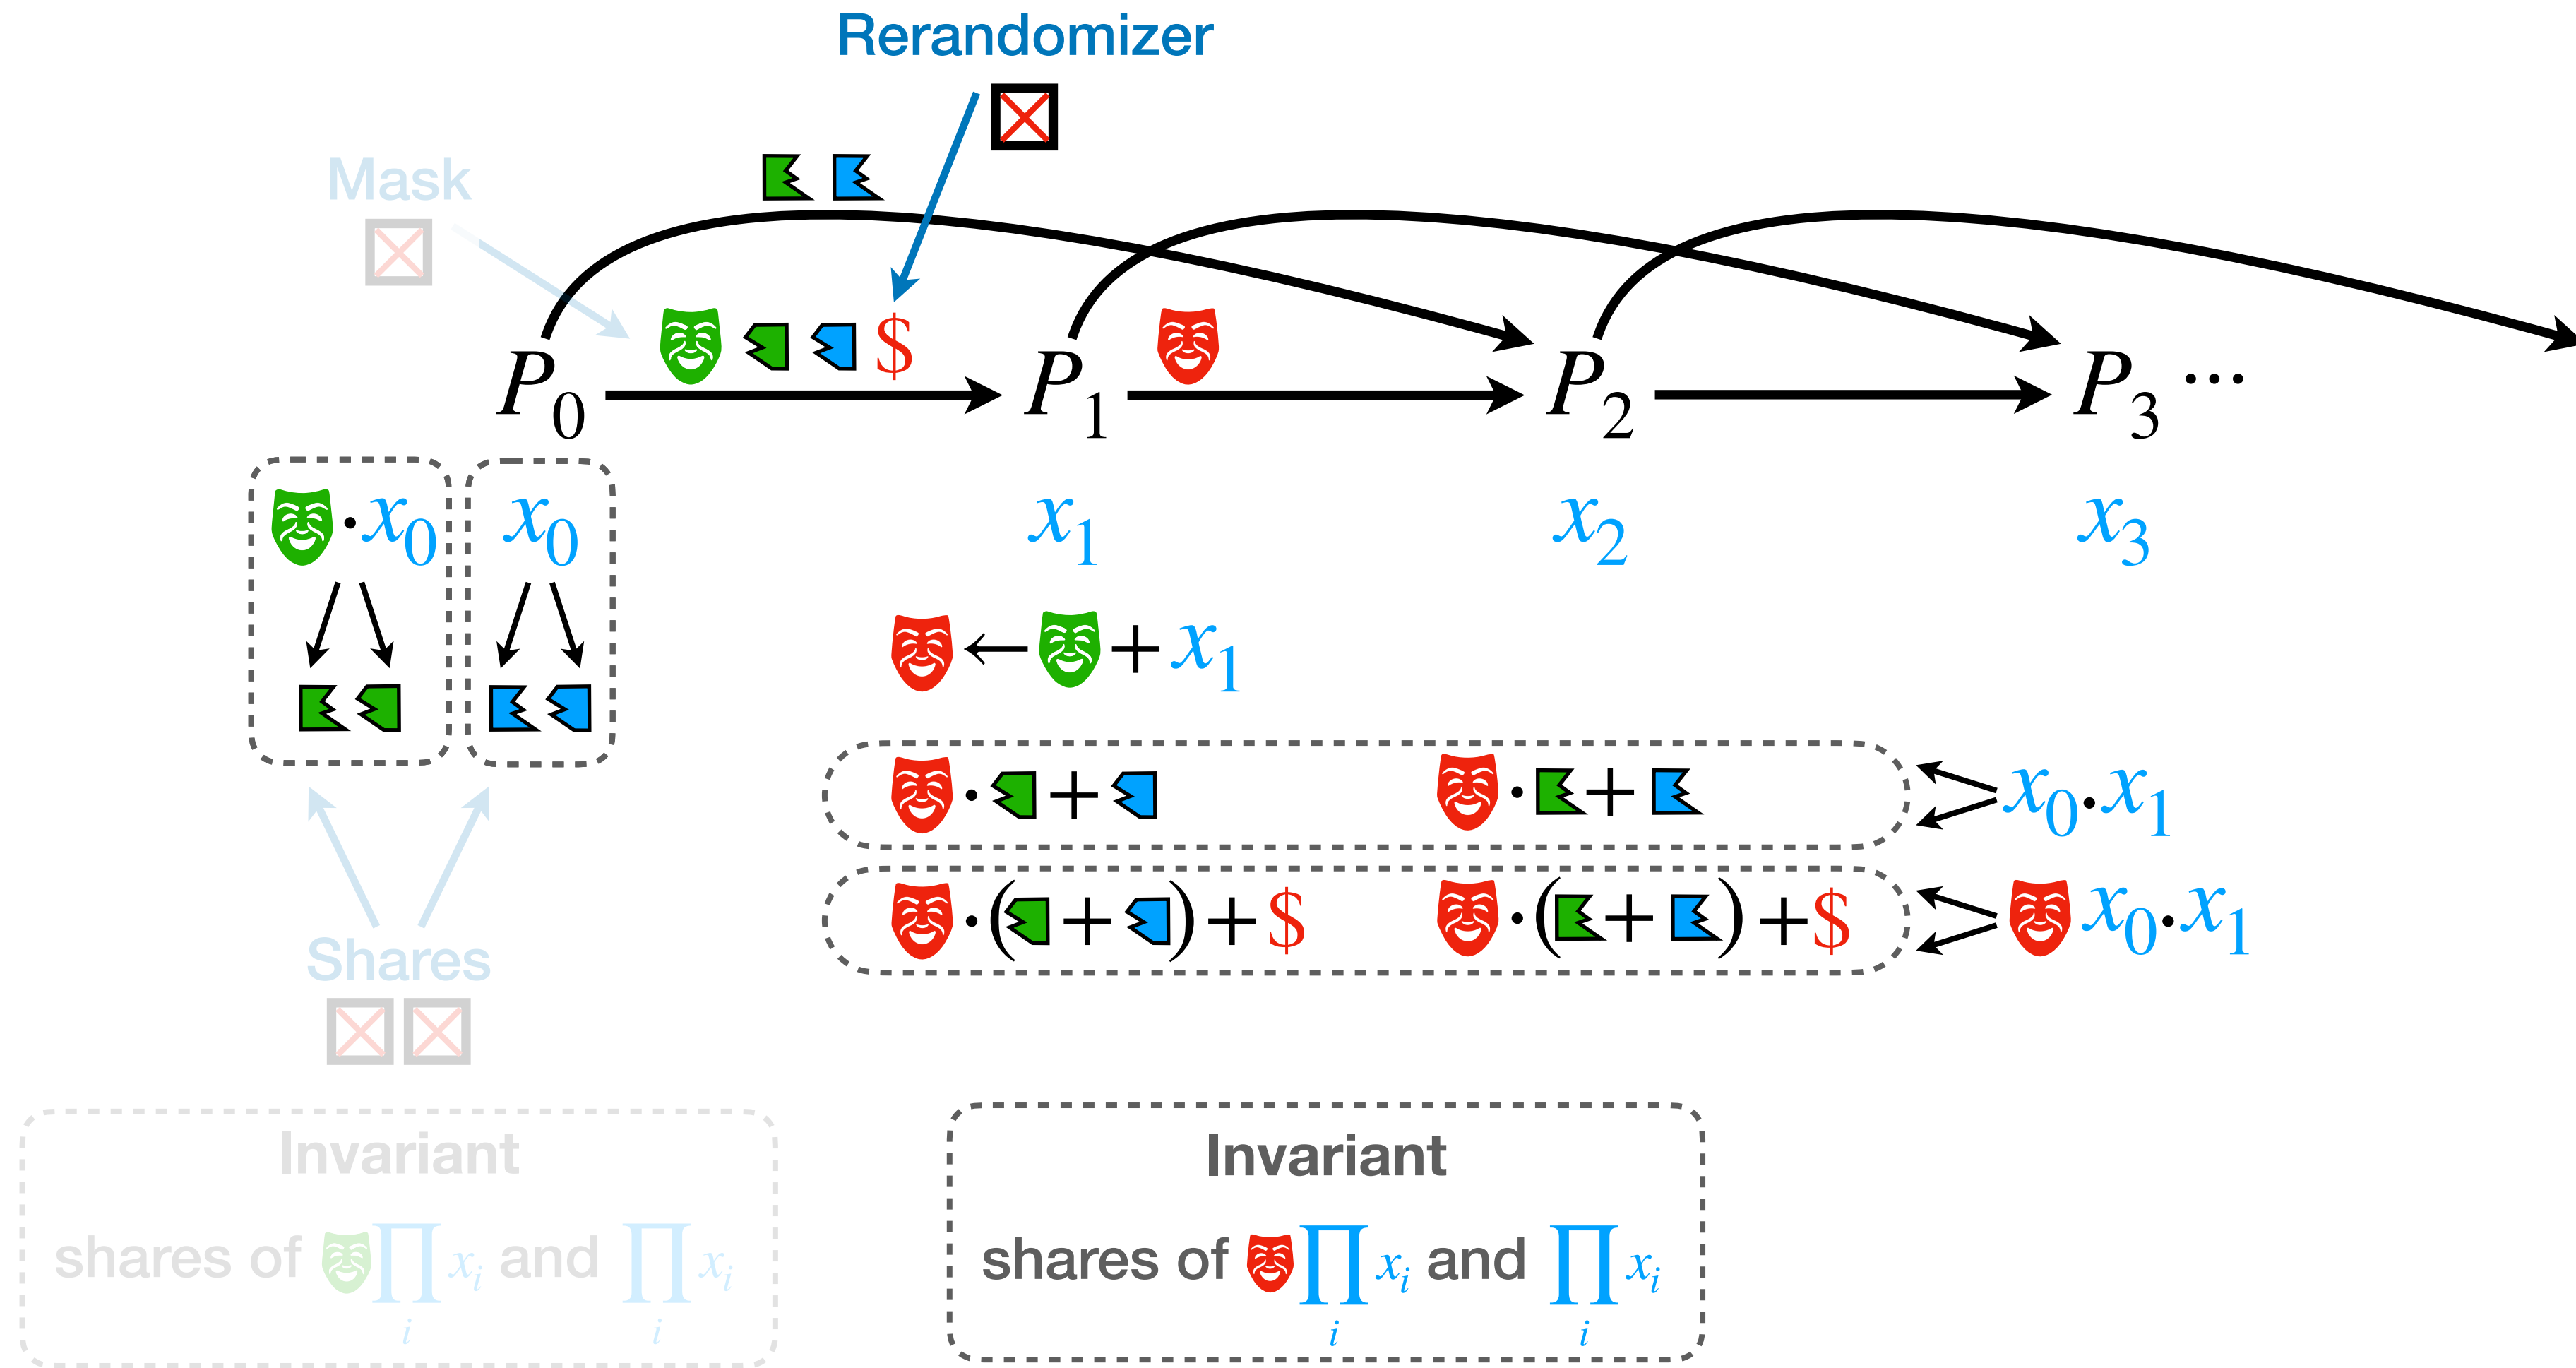 Rerandomizer
Mask
$
P₀ P₁ P₂ P₃ ...
· x₀ x₀ x₁ x₂ x₃
← + x₁
· + · + x₀ · x₁
· ( + ) + $ · ( + ) + $ x₀ · x₁
Shares
Invariant
shares of ∏ᵢ xᵢ and ∏ᵢ xᵢ
Invariant
shares of ∏ᵢ xᵢ and ∏ᵢ xᵢ